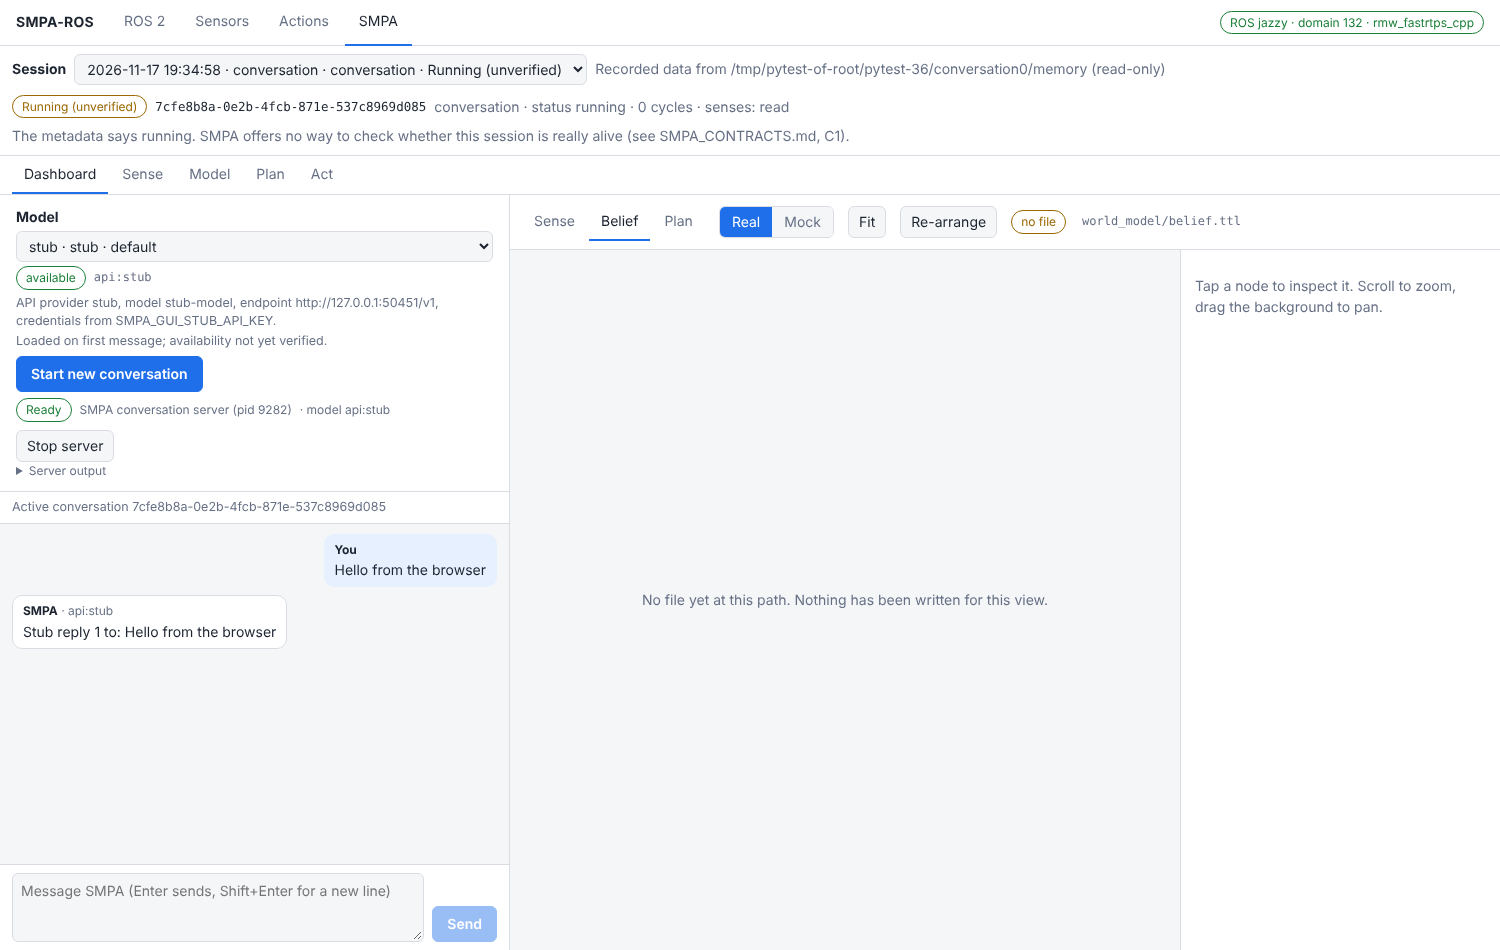 SMPA-ROS ROS 2 Sensors Actions SMPA ROS jazzy · domain 132 · rmw_fastrtps_cpp
Session 2026-11-17 19:34:58 · conversation · conversation · Running (unverified) Recorded data from /tmp/pytest-of-root/pytest-36/conversation0/memory (read-only)
Running (unverified) 7cfe8b8a-0e2b-4fcb-871e-537c8969d085 conversation · status running · 0 cycles · senses: read
The metadata says running. SMPA offers no way to check whether this session is really alive (see SMPA_CONTRACTS.md, C1).
Dashboard Sense Model Plan Act
Model
stub · stub · default
available api:stub
API provider stub, model stub-model, endpoint http://127.0.0.1:50451/v1,
credentials from SMPA_GUI_STUB_API_KEY.
Loaded on first message; availability not yet verified.
Start new conversation
Ready SMPA conversation server (pid 9282) · model api:stub
Stop server
Server output
Active conversation 7cfe8b8a-0e2b-4fcb-871e-537c8969d085
You
Hello from the browser
SMPA · api:stub
Stub reply 1 to: Hello from the browser
Message SMPA (Enter sends, Shift+Enter for a new line)
Send
Sense Belief Plan Real Mock Fit Re-arrange no file world_model/belief.ttl
No file yet at this path. Nothing has been written for this view.
Tap a node to inspect it. Scroll to zoom,
drag the background to pan.